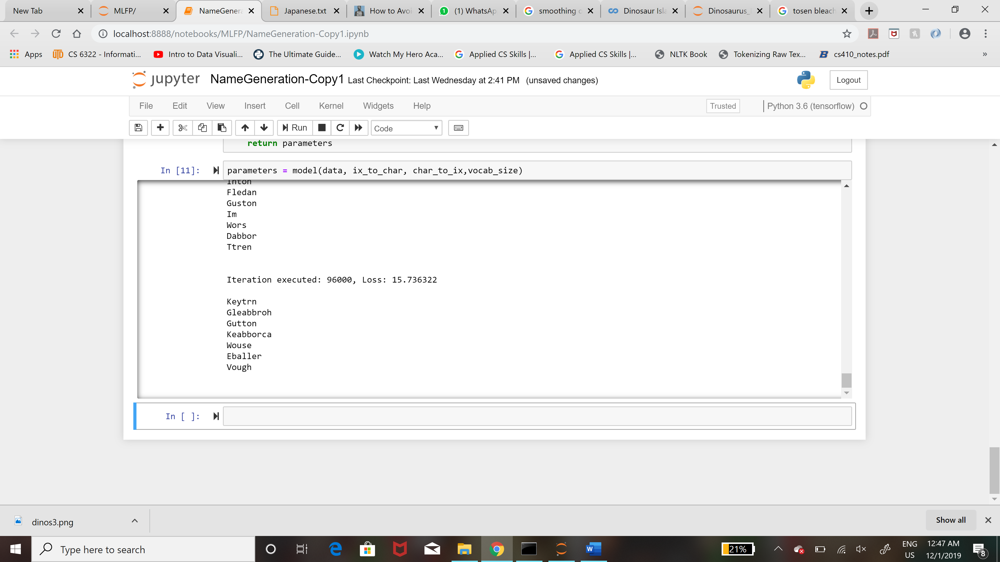 New Tab
MLFP/
NameGenera
Japanese.txt
How to Avoi
(1) WhatsAp
smoothing o
Dinosaur Isla
Dinosaurus_
tosen bleach
localhost:8888/notebooks/MLFP/NameGeneration-Copy1.ipynb
Apps
CS 6322 - Informati...
Intro to Data Visuali...
The Ultimate Guide...
Watch My Hero Aca...
Applied CS Skills |...
Applied CS Skills |...
NLTK Book
Tokenizing Raw Tex...
cs410_notes.pdf
»
jupyter NameGeneration-Copy1 Last Checkpoint: Last Wednesday at 2:41 PM (unsaved changes)
Logout
File Edit View Insert Cell Kernel Widgets Help
Trusted
Python 3.6 (tensorflow)
Run
Code
return parameters
In [11]: parameters = model(data, ix_to_char, char_to_ix,vocab_size)
Inton
Fledan
Guston
Im
Wors
Dabbor
Ttren
Iteration executed: 96000, Loss: 15.736322
Keytrn
Gleabbroh
Gutton
Keabborca
Wouse
Eballer
Vough
In [ ]:
dinos3.png
Show all
Type here to search
21%
ENG
US
12:47 AM
12/1/2019
8